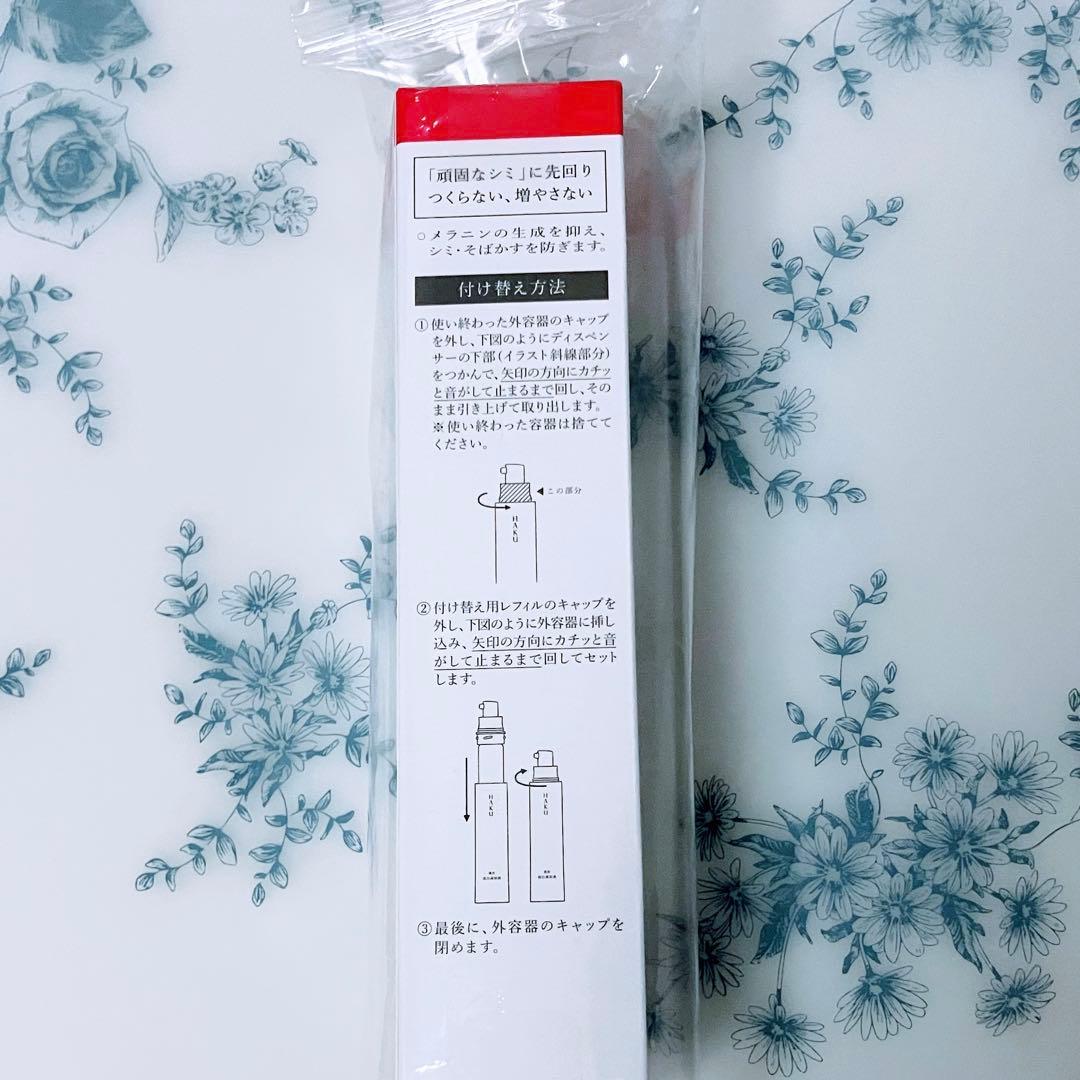 「頑固なシミ」に先回り
つくらない、増やさない
○メラニンの生成を抑え、
シミ・そばかすを防ぎます。
付け替え方法
①使い終わった外容器のキャップ
を外し、下図のようにディスペン
サーの下部(イラスト斜線部分)
をつかんで、矢印の方向にカチッ
と音がして止まるまで回し、その
まま引き上げて取り出します。
※使い終わった容器は捨てて
ください。
◀この部分
HAKU
②付け替え用レフィルのキャップを
外し、下図のように外容器に挿し
込み、矢印の方向にカチッと音
がして止まるまで回してセット
します。
HAKU
HAKU
③最後に、外容器のキャップを
閉めます。